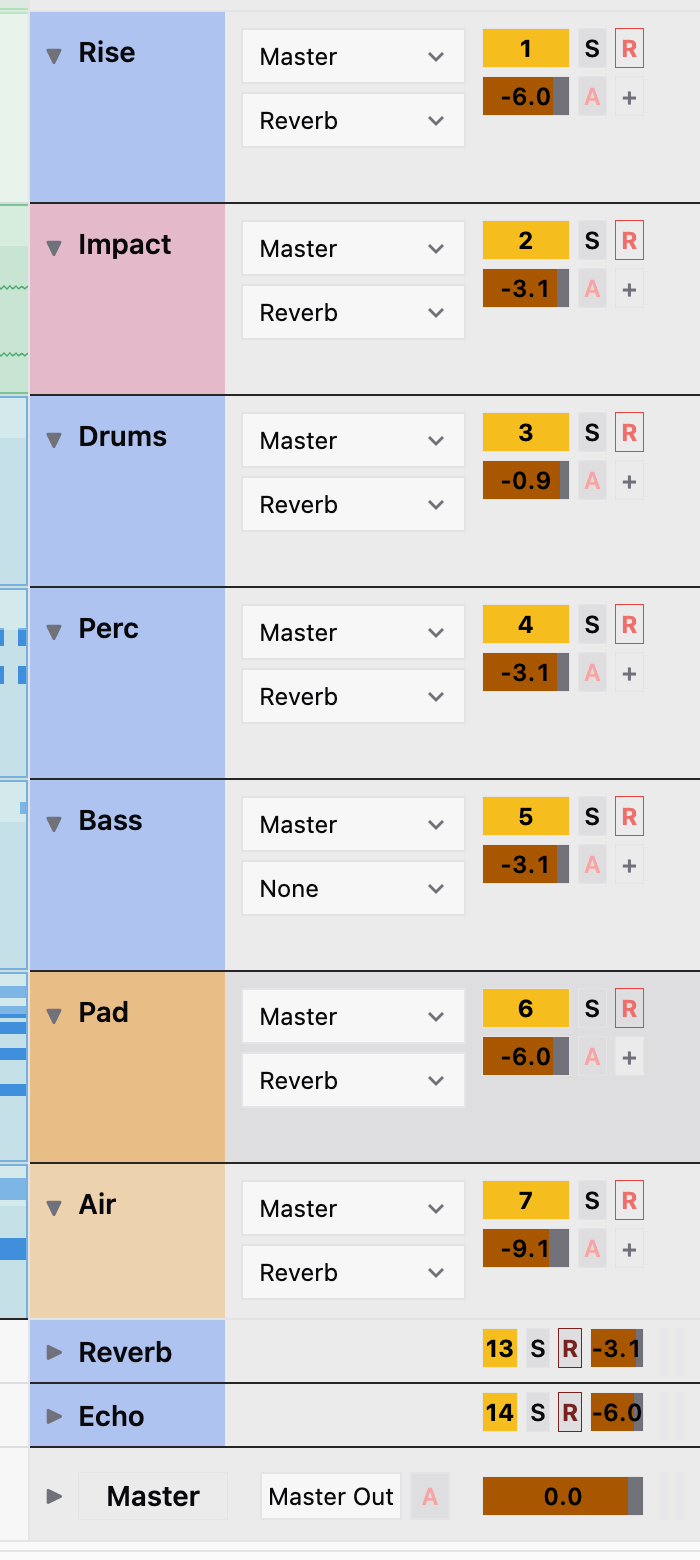 Rise Master 1 S R
Reverb -6.0 A +
Impact Master 2 S R
Reverb -3.1 A +
Drums Master 3 S R
Reverb -0.9 A +
Perc Master 4 S R
Reverb -3.1 A +
Bass Master 5 S R
None -3.1 A +
Pad Master 6 S R
Reverb -6.0 A +
Air Master 7 S R
Reverb -9.1 A +
Reverb 13 S R -3.1
Echo 14 S R -6.0
Master Master Out A 0.0